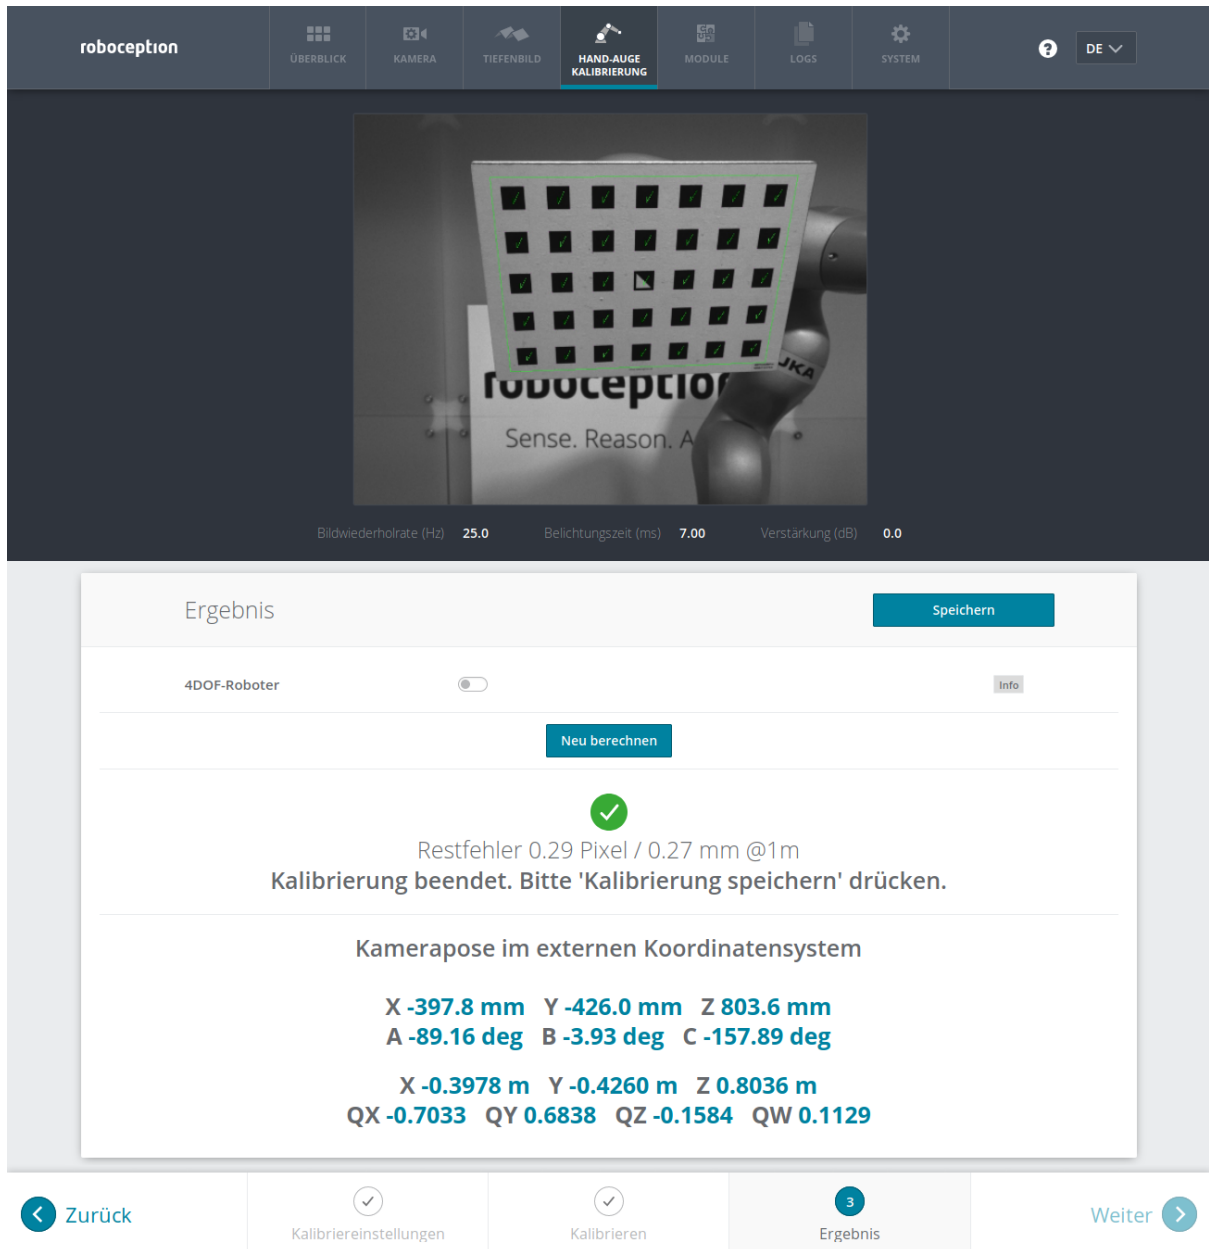 roboception
ÜBERBLICK
KAMERA
TIEFENBILD
HAND-AUGE
KALIBRIERUNG
MODULE
LOGS
SYSTEM
?
DE
roboception
Sense. Reason. A
Bildwiederholrate (Hz) 25.0 Belichtungszeit (ms) 7.00 Verstärkung (dB) 0.0
Ergebnis
Speichern
4DOF-Roboter
Info
Neu berechnen
Restfehler 0.29 Pixel / 0.27 mm @1m
Kalibrierung beendet. Bitte 'Kalibrierung speichern' drücken.
Kamerapose im externen Koordinatensystem
X -397.8 mm Y -426.0 mm Z 803.6 mm
A -89.16 deg B -3.93 deg C -157.89 deg
X -0.3978 m Y -0.4260 m Z 0.8036 m
QX -0.7033 QY 0.6838 QZ -0.1584 QW 0.1129
Zurück
Kalibriereinstellungen
Kalibrieren
3
Ergebnis
Weiter